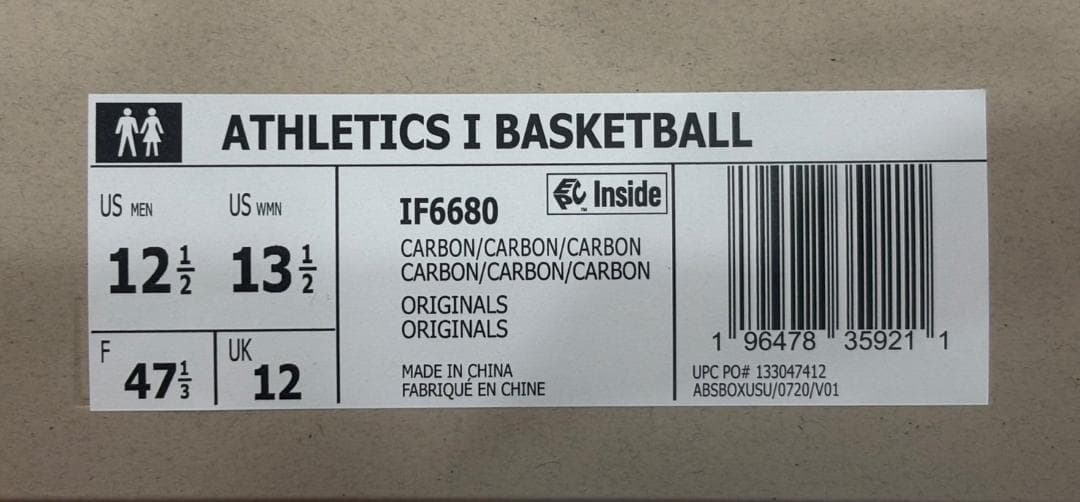 ATHLETICS I BASKETBALL
US MEN
12 1/2
US WMN
13 1/2
F
47 1/3
UK
12
IF6680
EPC Inside
CARBON/CARBON/CARBON
CARBON/CARBON/CARBON
ORIGINALS
ORIGINALS
MADE IN CHINA
FABRIQUÉ EN CHINE
1 96478 35921 1
UPC PO# 133047412
ABSBOXUSU/0720/V01